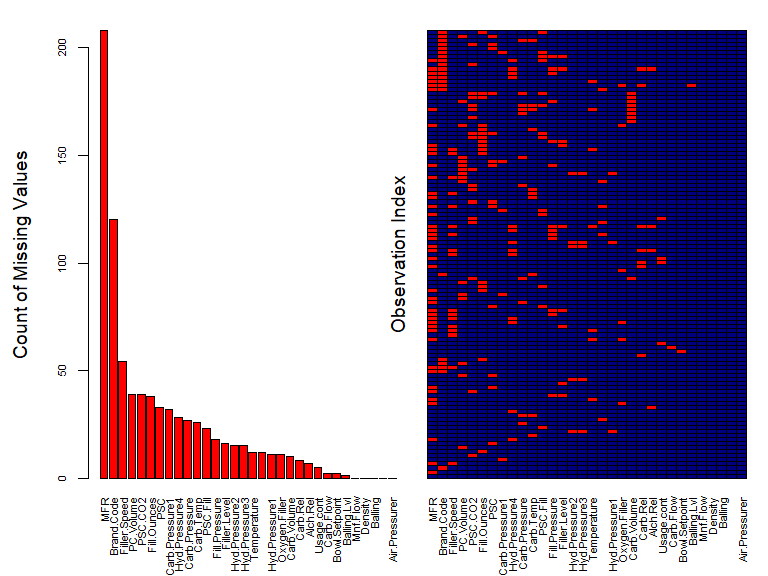 Count of Missing Values
0
50
100
150
200
MFR
Brand.Code
Filler.Speed
PC.Volume
PSC.CO2
Fill.Ounces
PSC
Carb.Pressure1
Hyd.Pressure4
Carb.Pressure
Carb.Temp
PSC.Fill
Fill.Pressure
Filler.Level
Hyd.Pressure2
Hyd.Pressure3
Temperature
Hyd.Pressure1
Oxygen.Filler
Carb.Volume
Carb.Rel
Alch.Rel
Usage.cont
Carb.Flow
Bowl.Setpoint
Balling.Lvl
Mnf.Flow
Density
Balling
Air.Pressurer
Observation Index
MFR
Brand.Code
Filler.Speed
PC.Volume
PSC.CO2
Fill.Ounces
PSC
Carb.Pressure1
Hyd.Pressure4
Carb.Pressure
Carb.Temp
PSC.Fill
Fill.Pressure
Filler.Level
Hyd.Pressure2
Hyd.Pressure3
Temperature
Hyd.Pressure1
Oxygen.Filler
Carb.Volume
Carb.Rel
Alch.Rel
Usage.cont
Carb.Flow
Bowl.Setpoint
Balling.Lvl
Mnf.Flow
Density
Balling
Air.Pressurer